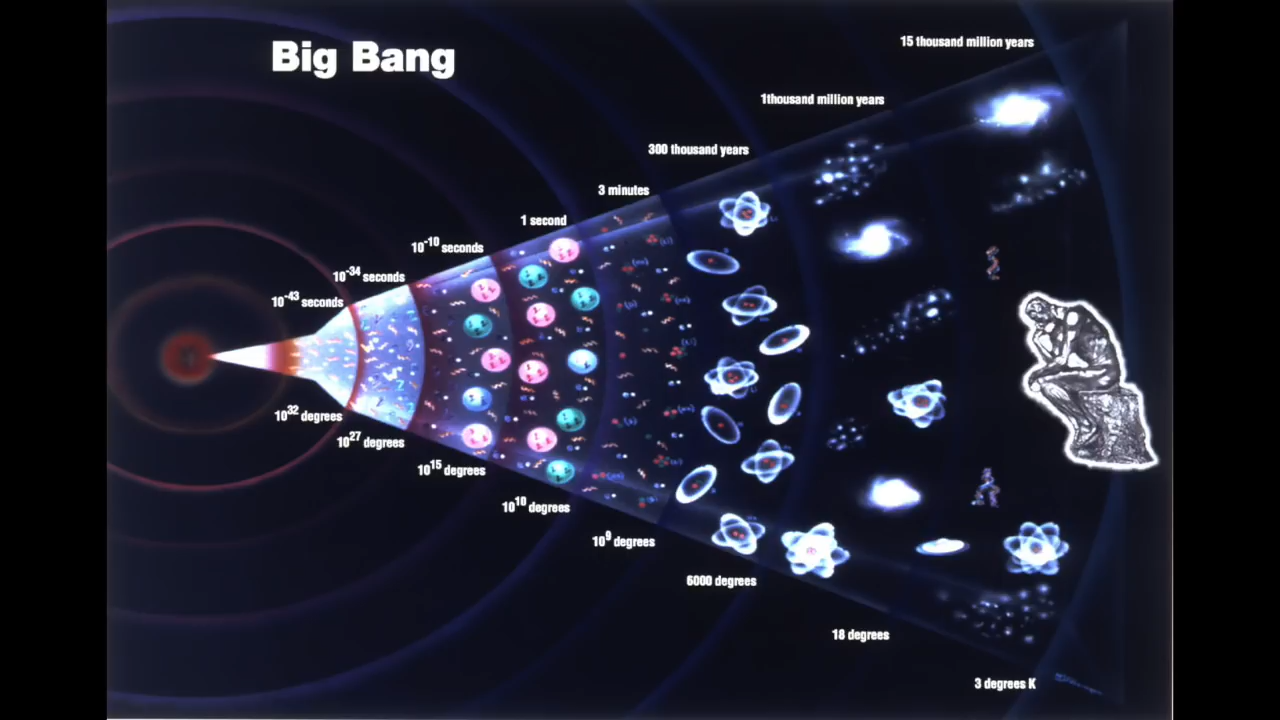 Big Bang
15 thousand million years
1thousand million years
300 thousand years
3 minutes
1 second
10⁻¹⁰ seconds
10⁻³⁴ seconds
10⁻⁴³ seconds
10³² degrees
10²⁷ degrees
10¹⁵ degrees
10¹⁰ degrees
10⁹ degrees
6000 degrees
18 degrees
3 degrees K